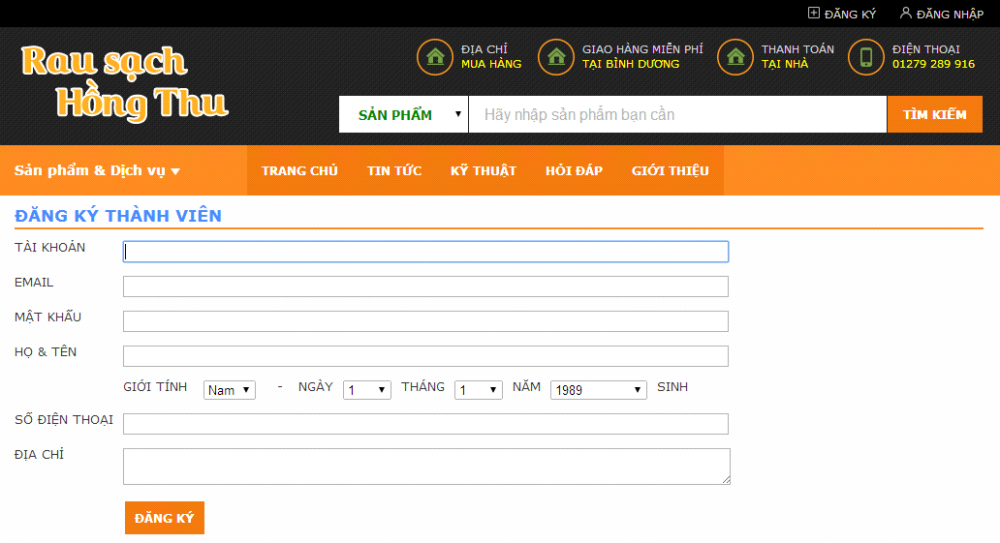 ĐĂNG KÝ
ĐĂNG NHẬP
Rau sạch
Hồng Thu
ĐỊA CHỈ
MUA HÀNG
GIAO HÀNG MIỄN PHÍ
TẠI BÌNH DƯƠNG
THANH TOÁN
TẠI NHÀ
ĐIỆN THOẠI
01279 289 916
SẢN PHẨM
Hãy nhập sản phẩm bạn cần
TÌM KIẾM
Sản phẩm & Dịch vụ
TRANG CHỦ
TIN TỨC
KỸ THUẬT
HỎI ĐÁP
GIỚI THIỆU
ĐĂNG KÝ THÀNH VIÊN
TÀI KHOẢN
EMAIL
MẬT KHẨU
HỌ & TÊN
GIỚI TÍNH Nam - NGÀY 1 THÁNG 1 NĂM 1989 SINH
SỐ ĐIỆN THOẠI
ĐỊA CHỈ
ĐĂNG KÝ